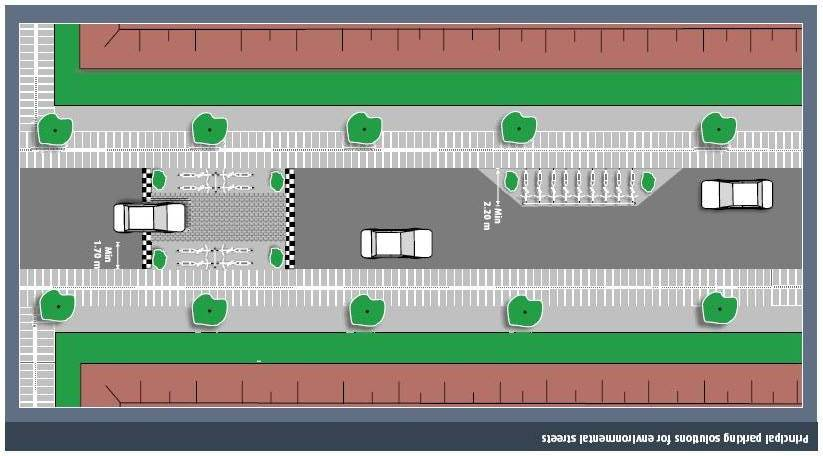 Min
2.20 m
Min
1.70 m
Principal parking solutions for environmental streets